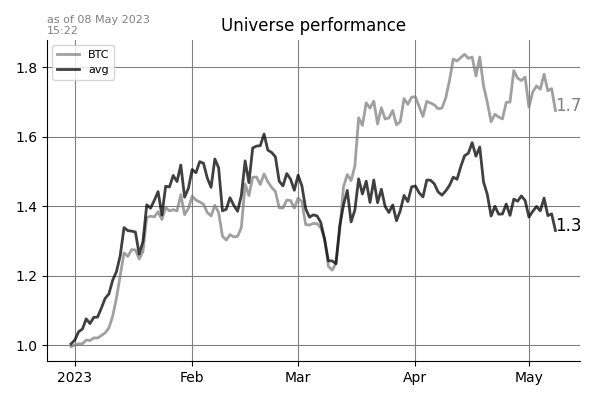 as of 08 May 2023
15:22
Universe performance
BTC
avg
1.8
1.6
1.4
1.2
1.0
1.7
1.3
2023
Feb
Mar
Apr
May